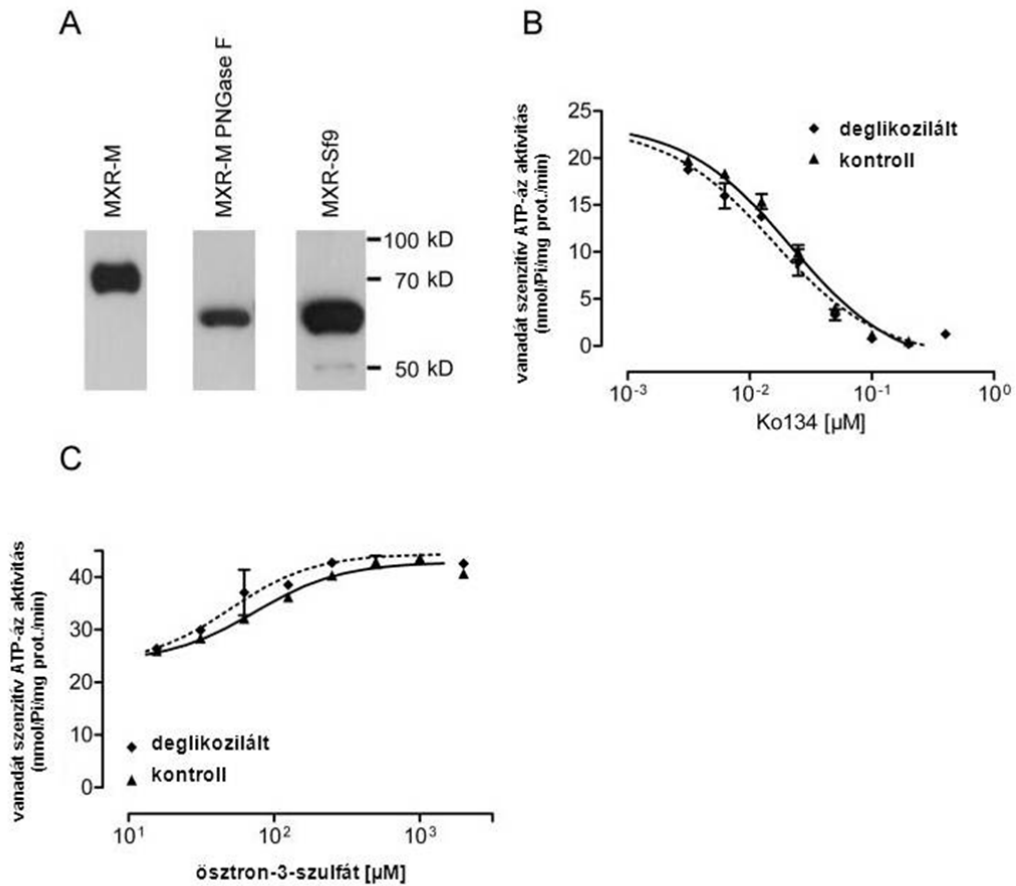 A
MXR-M
MXR-M PNGase F
MXR-Sf9
100 kD
70 kD
50 kD
B
vanadát szenzitív ATP-áz aktivitás
(nmol/Pi/mg prot./min)
25
20
15
10
5
0
deglikozilált
kontroll
10-3
10-2
10-1
100
Ko134 [µM]
C
vanadát szenzitív ATP-áz aktivitás
(nmol/Pi/mg prot./min)
40
30
20
10
0
deglikozilált
kontroll
101
102
103
ösztron-3-szulfát [µM]